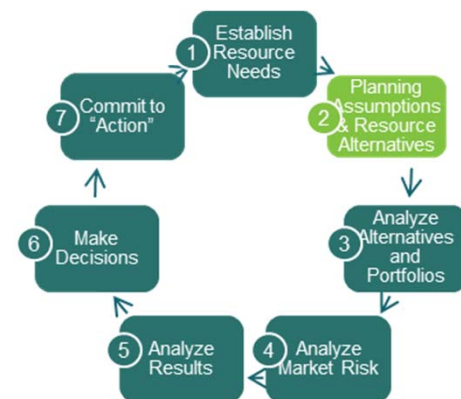 1
Establish
Resource
Needs
2
Planning
Assumptions
& Resource
Alternatives
3
Analyze
Alternatives
and
Portfolios
4
Analyze
Market Risk
5
Analyze
Results
6
Make
Decisions
7
Commit to
“Action”